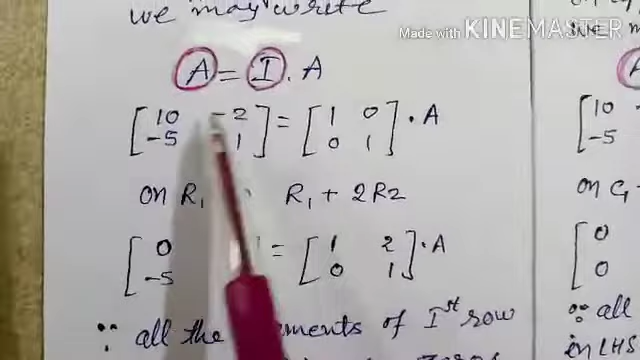 we may write
Made with KINEMASTER
A = I . A
[10 -2 -5 1] = [1 0 0 1] . A
on R1 R1 + 2R2
[0 -5] = [1 2 0 1] . A
∵ all the ments of Ist row
we m
A
[10 -5
on C1
[0 0
∵ all
in LHS